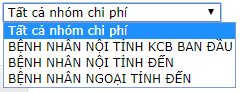 Tất cả nhóm chi phí
Tất cả nhóm chi phí
BỆNH NHÂN NỘI TỈNH KCB BAN ĐẦU
BỆNH NHÂN NỘI TỈNH ĐẾN
BỆNH NHÂN NGOẠI TỈNH ĐẾN